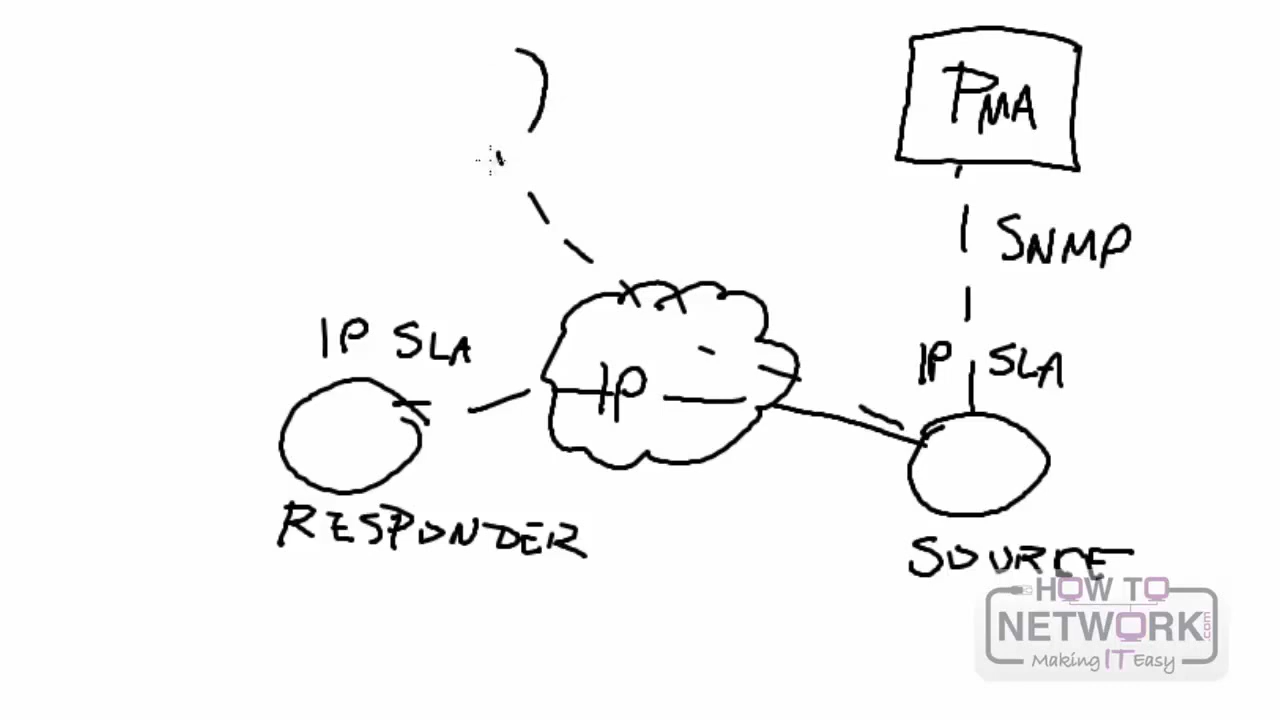 PMA
SNMP
IP SLA
IP SLA
IP
RESPONDER
SOURCE
HOW TO
NETWORK.com
Making IT Easy